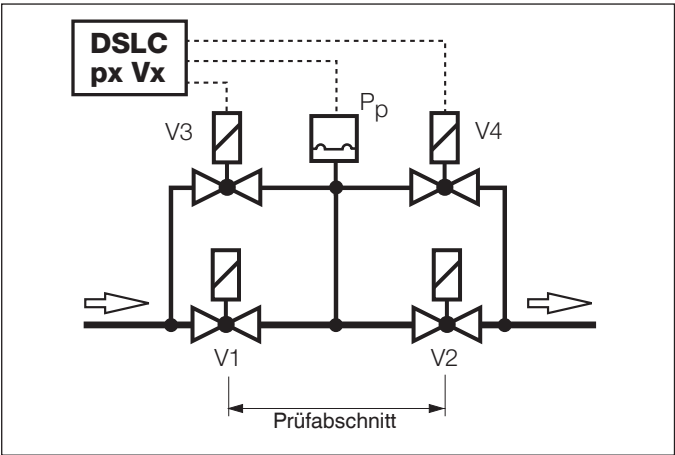 DSLC
px Vx
V3
Pp
V4
V1
V2
Prüfabschnitt